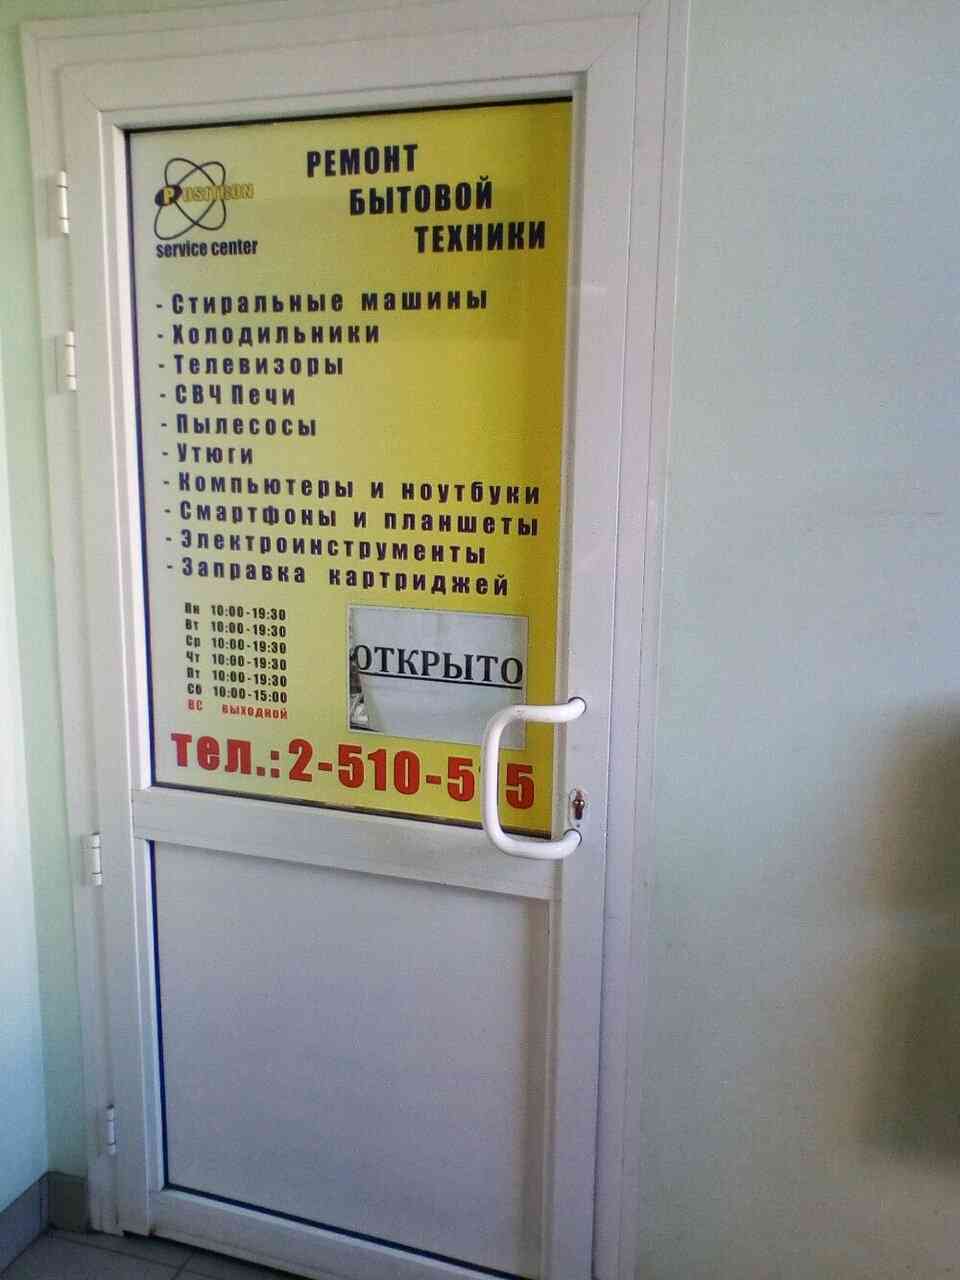 POSITRON
service center
РЕМОНТ
БЫТОВОЙ
ТЕХНИКИ
- Стиральные машины
- Холодильники
- Телевизоры
- СВЧ Печи
- Пылесосы
- Утюги
- Компьютеры и ноутбуки
- Смартфоны и планшеты
- Электроинструменты
- Заправка картриджей
Пн 10:00-19:30
Вт 10:00-19:30
Ср 10:00-19:30
Чт 10:00-19:30
Пт 10:00-19:30
Сб 10:00-15:00
ВС выходной
ОТКРЫТО
тел.: